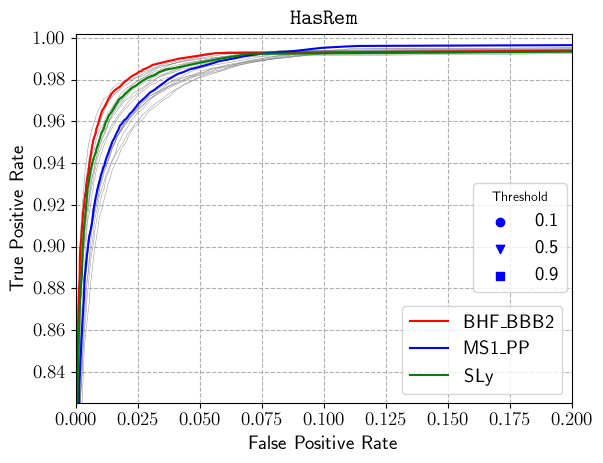 HasRem
1.00
0.98
0.96
0.94
0.92
0.90
0.88
0.86
0.84
True Positive Rate
Threshold
0.1
0.5
0.9
BHF_BBB2
MS1_PP
SLy
0.000 0.025 0.050 0.075 0.100 0.125 0.150 0.175 0.200
False Positive Rate